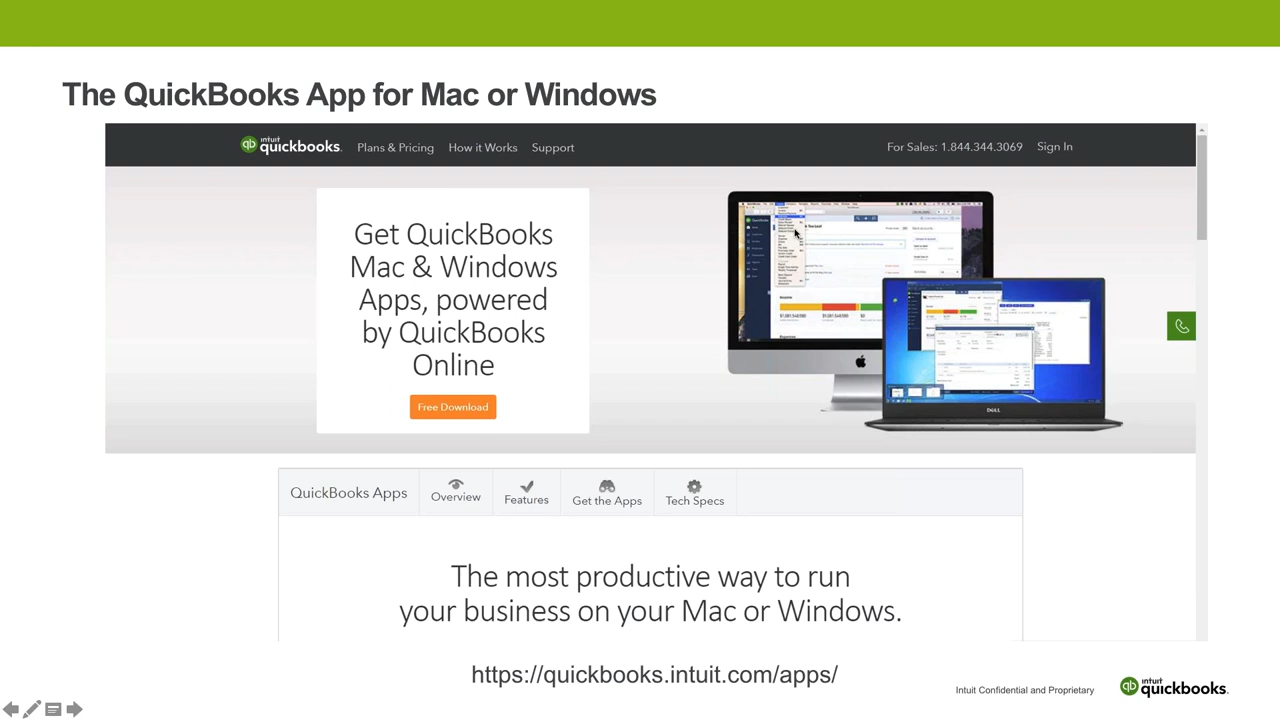 The QuickBooks App for Mac or Windows
intuit quickbooks.
Plans & Pricing
How it Works
Support
For Sales: 1.844.344.3069
Sign In
Get QuickBooks
Mac & Windows
Apps, powered
by QuickBooks
Online
Free Download
DELL
QuickBooks Apps
Overview
Features
Get the Apps
Tech Specs
The most productive way to run
your business on your Mac or Windows.
https://quickbooks.intuit.com/apps/
Intuit Confidential and Proprietary
intuit quickbooks.